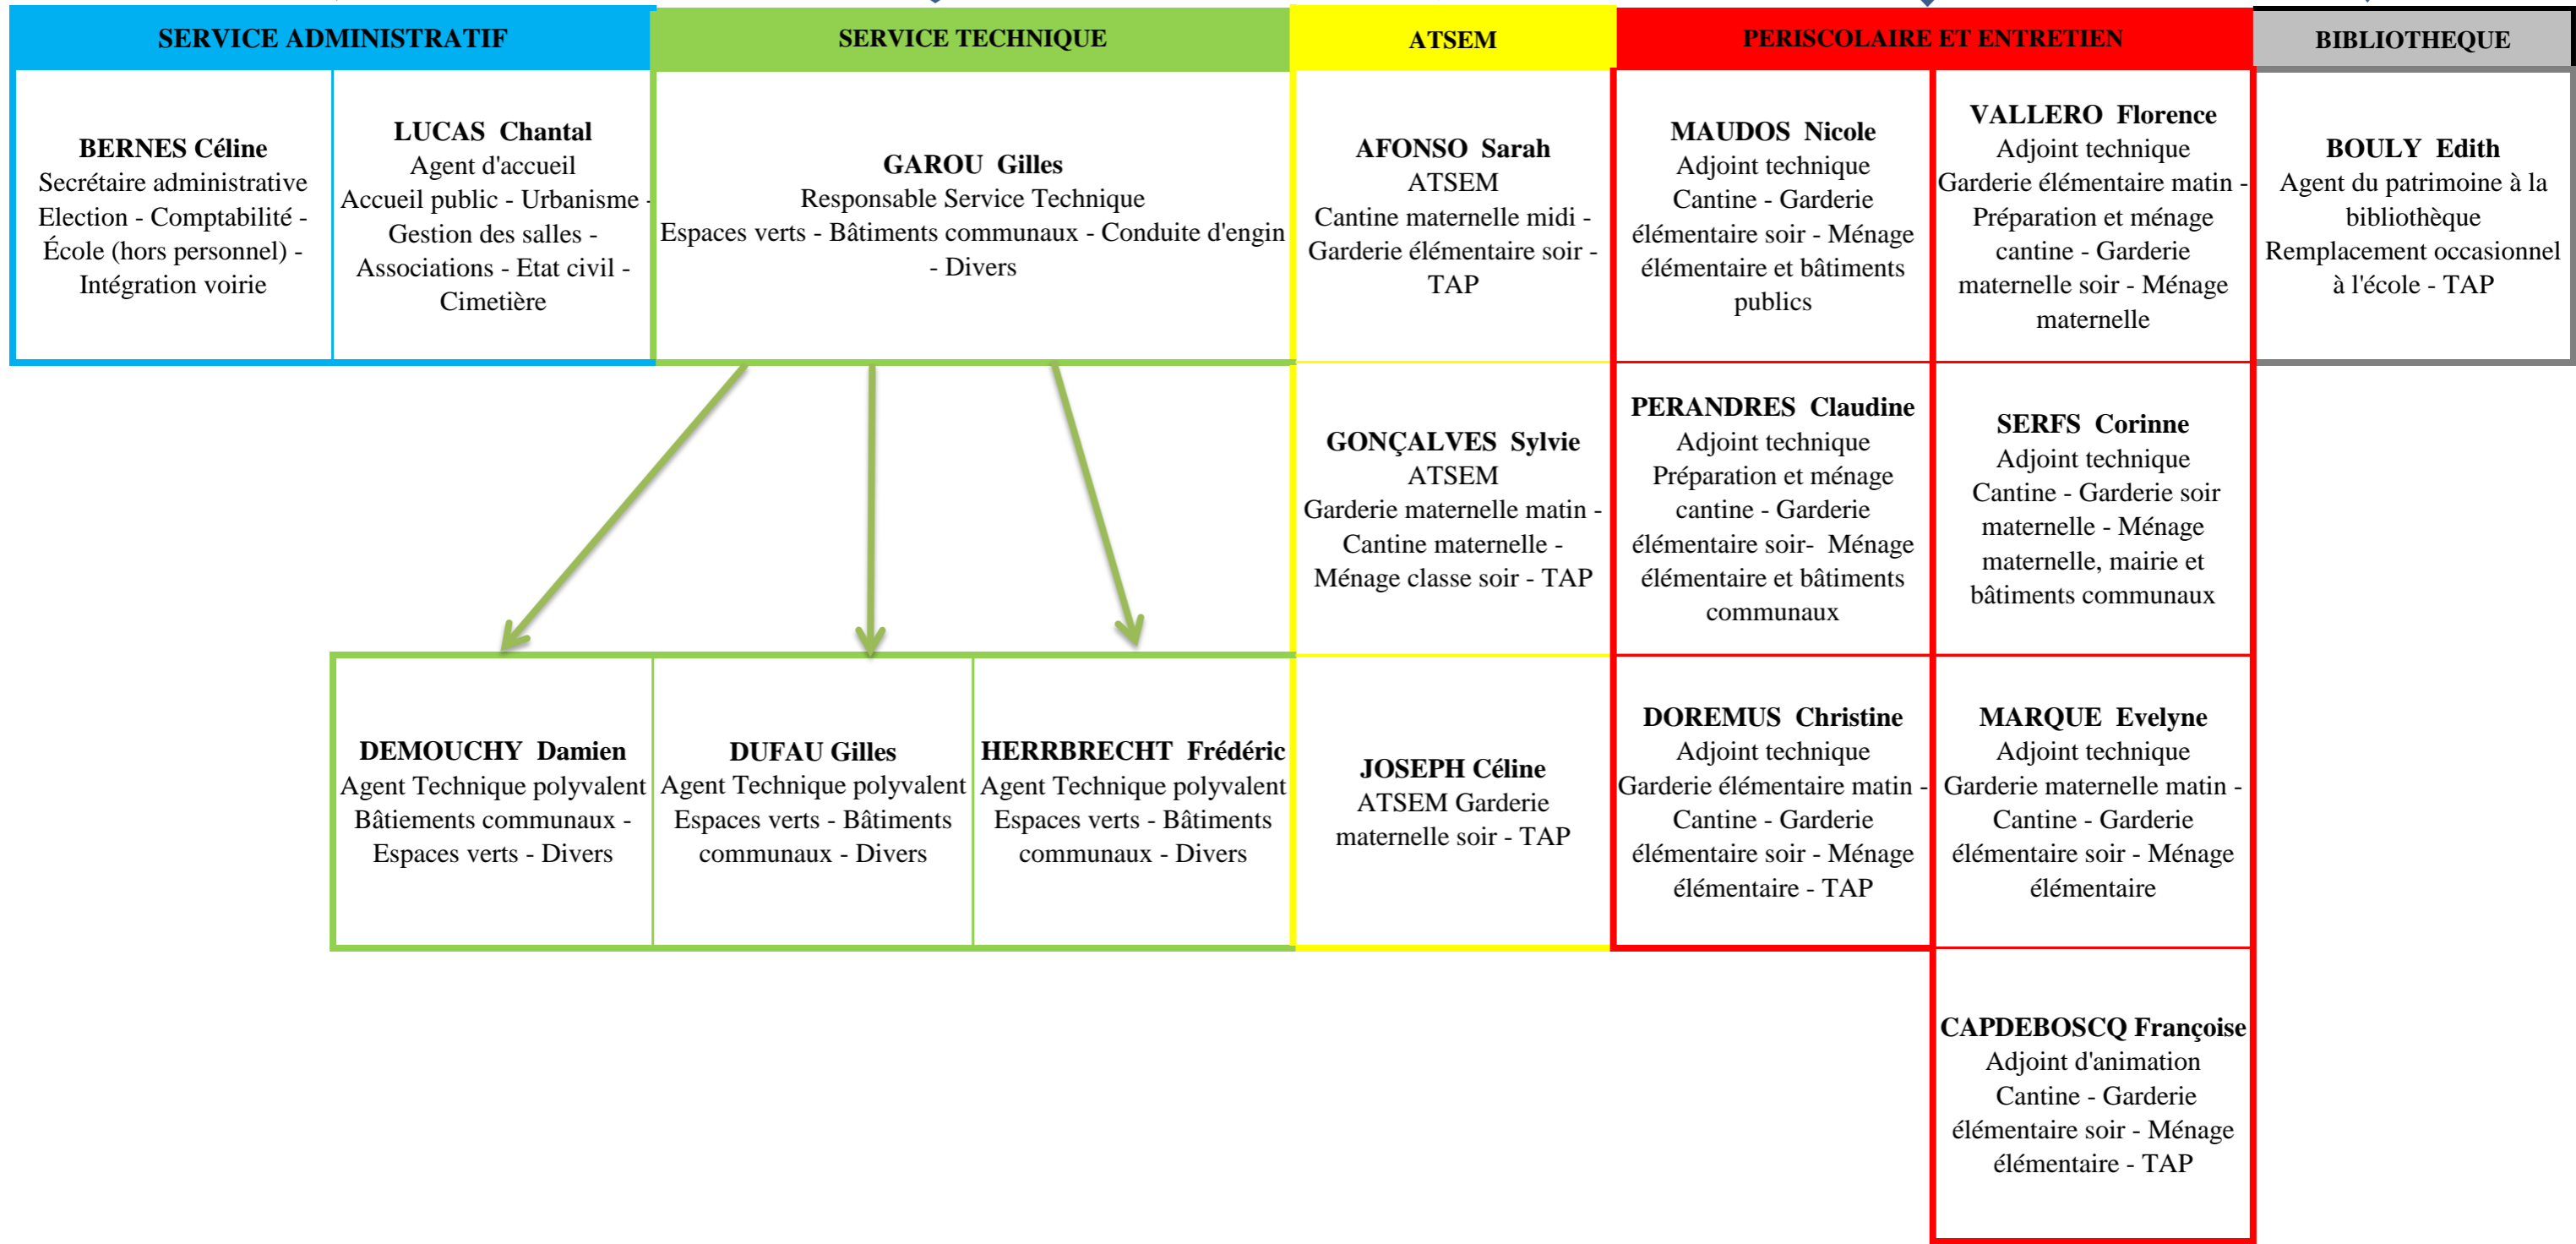 SERVICE ADMINISTRATIF
SERVICE TECHNIQUE
ATSEM
PERISCOLAIRE ET ENTRETIEN
BIBLIOTHEQUE
BERNES Céline
Secrétaire administrative
Election - Comptabilité -
École (hors personnel) -
Intégration voirie
LUCAS Chantal
Agent d'accueil
Accueil public - Urbanisme -
Gestion des salles -
Associations - Etat civil -
Cimetière
GAROU Gilles
Responsable Service Technique
Espaces verts - Bâtiments communaux - Conduite d'engin
- Divers
AFONSO Sarah
ATSEM
Cantine maternelle midi -
Garderie élémentaire soir -
TAP
MAUDOS Nicole
Adjoint technique
Cantine - Garderie
élémentaire soir - Ménage
élémentaire et bâtiments
publics
VALLERO Florence
Adjoint technique
Garderie élémentaire matin -
Préparation et ménage
cantine - Garderie
maternelle soir - Ménage
maternelle
BOULY Edith
Agent du patrimoine à la
bibliothèque
Remplacement occasionnel
à l'école - TAP
GONÇALVES Sylvie
ATSEM
Garderie maternelle matin -
Cantine maternelle -
Ménage classe soir - TAP
PERANDRES Claudine
Adjoint technique
Préparation et ménage
cantine - Garderie
élémentaire soir- Ménage
élémentaire et bâtiments
communaux
SERFS Corinne
Adjoint technique
Cantine - Garderie soir
maternelle - Ménage
maternelle, mairie et
bâtiments communaux
DEMOUCHY Damien
Agent Technique polyvalent
Bâtiements communaux -
Espaces verts - Divers
DUFAU Gilles
Agent Technique polyvalent
Espaces verts - Bâtiments
communaux - Divers
HERRBRECHT Frédéric
Agent Technique polyvalent
Espaces verts - Bâtiments
communaux - Divers
JOSEPH Céline
ATSEM Garderie
maternelle soir - TAP
DOREMUS Christine
Adjoint technique
Garderie élémentaire matin -
Cantine - Garderie
élémentaire soir - Ménage
élémentaire - TAP
MARQUE Evelyne
Adjoint technique
Garderie maternelle matin -
Cantine - Garderie
élémentaire soir - Ménage
élémentaire
CAPDEBOSCQ Françoise
Adjoint d'animation
Cantine - Garderie
élémentaire soir - Ménage
élémentaire - TAP